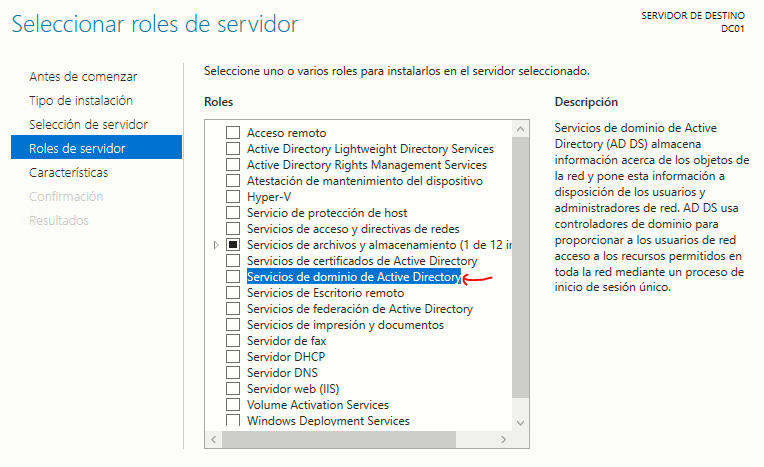 Seleccionar roles de servidor
SERVIDOR DE DESTINO
DC01
Antes de comenzar
Tipo de instalación
Selección de servidor
Roles de servidor
Características
Confirmación
Resultados
Seleccione uno o varios roles para instalarlos en el servidor seleccionado.
Roles
Acceso remoto
Active Directory Lightweight Directory Services
Active Directory Rights Management Services
Atestación de mantenimiento del dispositivo
Hyper-V
Servicio de protección de host
Servicios de acceso y directivas de redes
Servicios de archivos y almacenamiento (1 de 12 in
Servicios de certificados de Active Directory
Servicios de dominio de Active Directory
Servicios de Escritorio remoto
Servicios de federación de Active Directory
Servicios de impresión y documentos
Servidor de fax
Servidor DHCP
Servidor DNS
Servidor web (IIS)
Volume Activation Services
Windows Deployment Services
Descripción
Servicios de dominio de Active
Directory (AD DS) almacena
información acerca de los objetos de
la red y pone esta información a
disposición de los usuarios y
administradores de red. AD DS usa
controladores de dominio para
proporcionar a los usuarios de red
acceso a los recursos permitidos en
toda la red mediante un proceso de
inicio de sesión único.